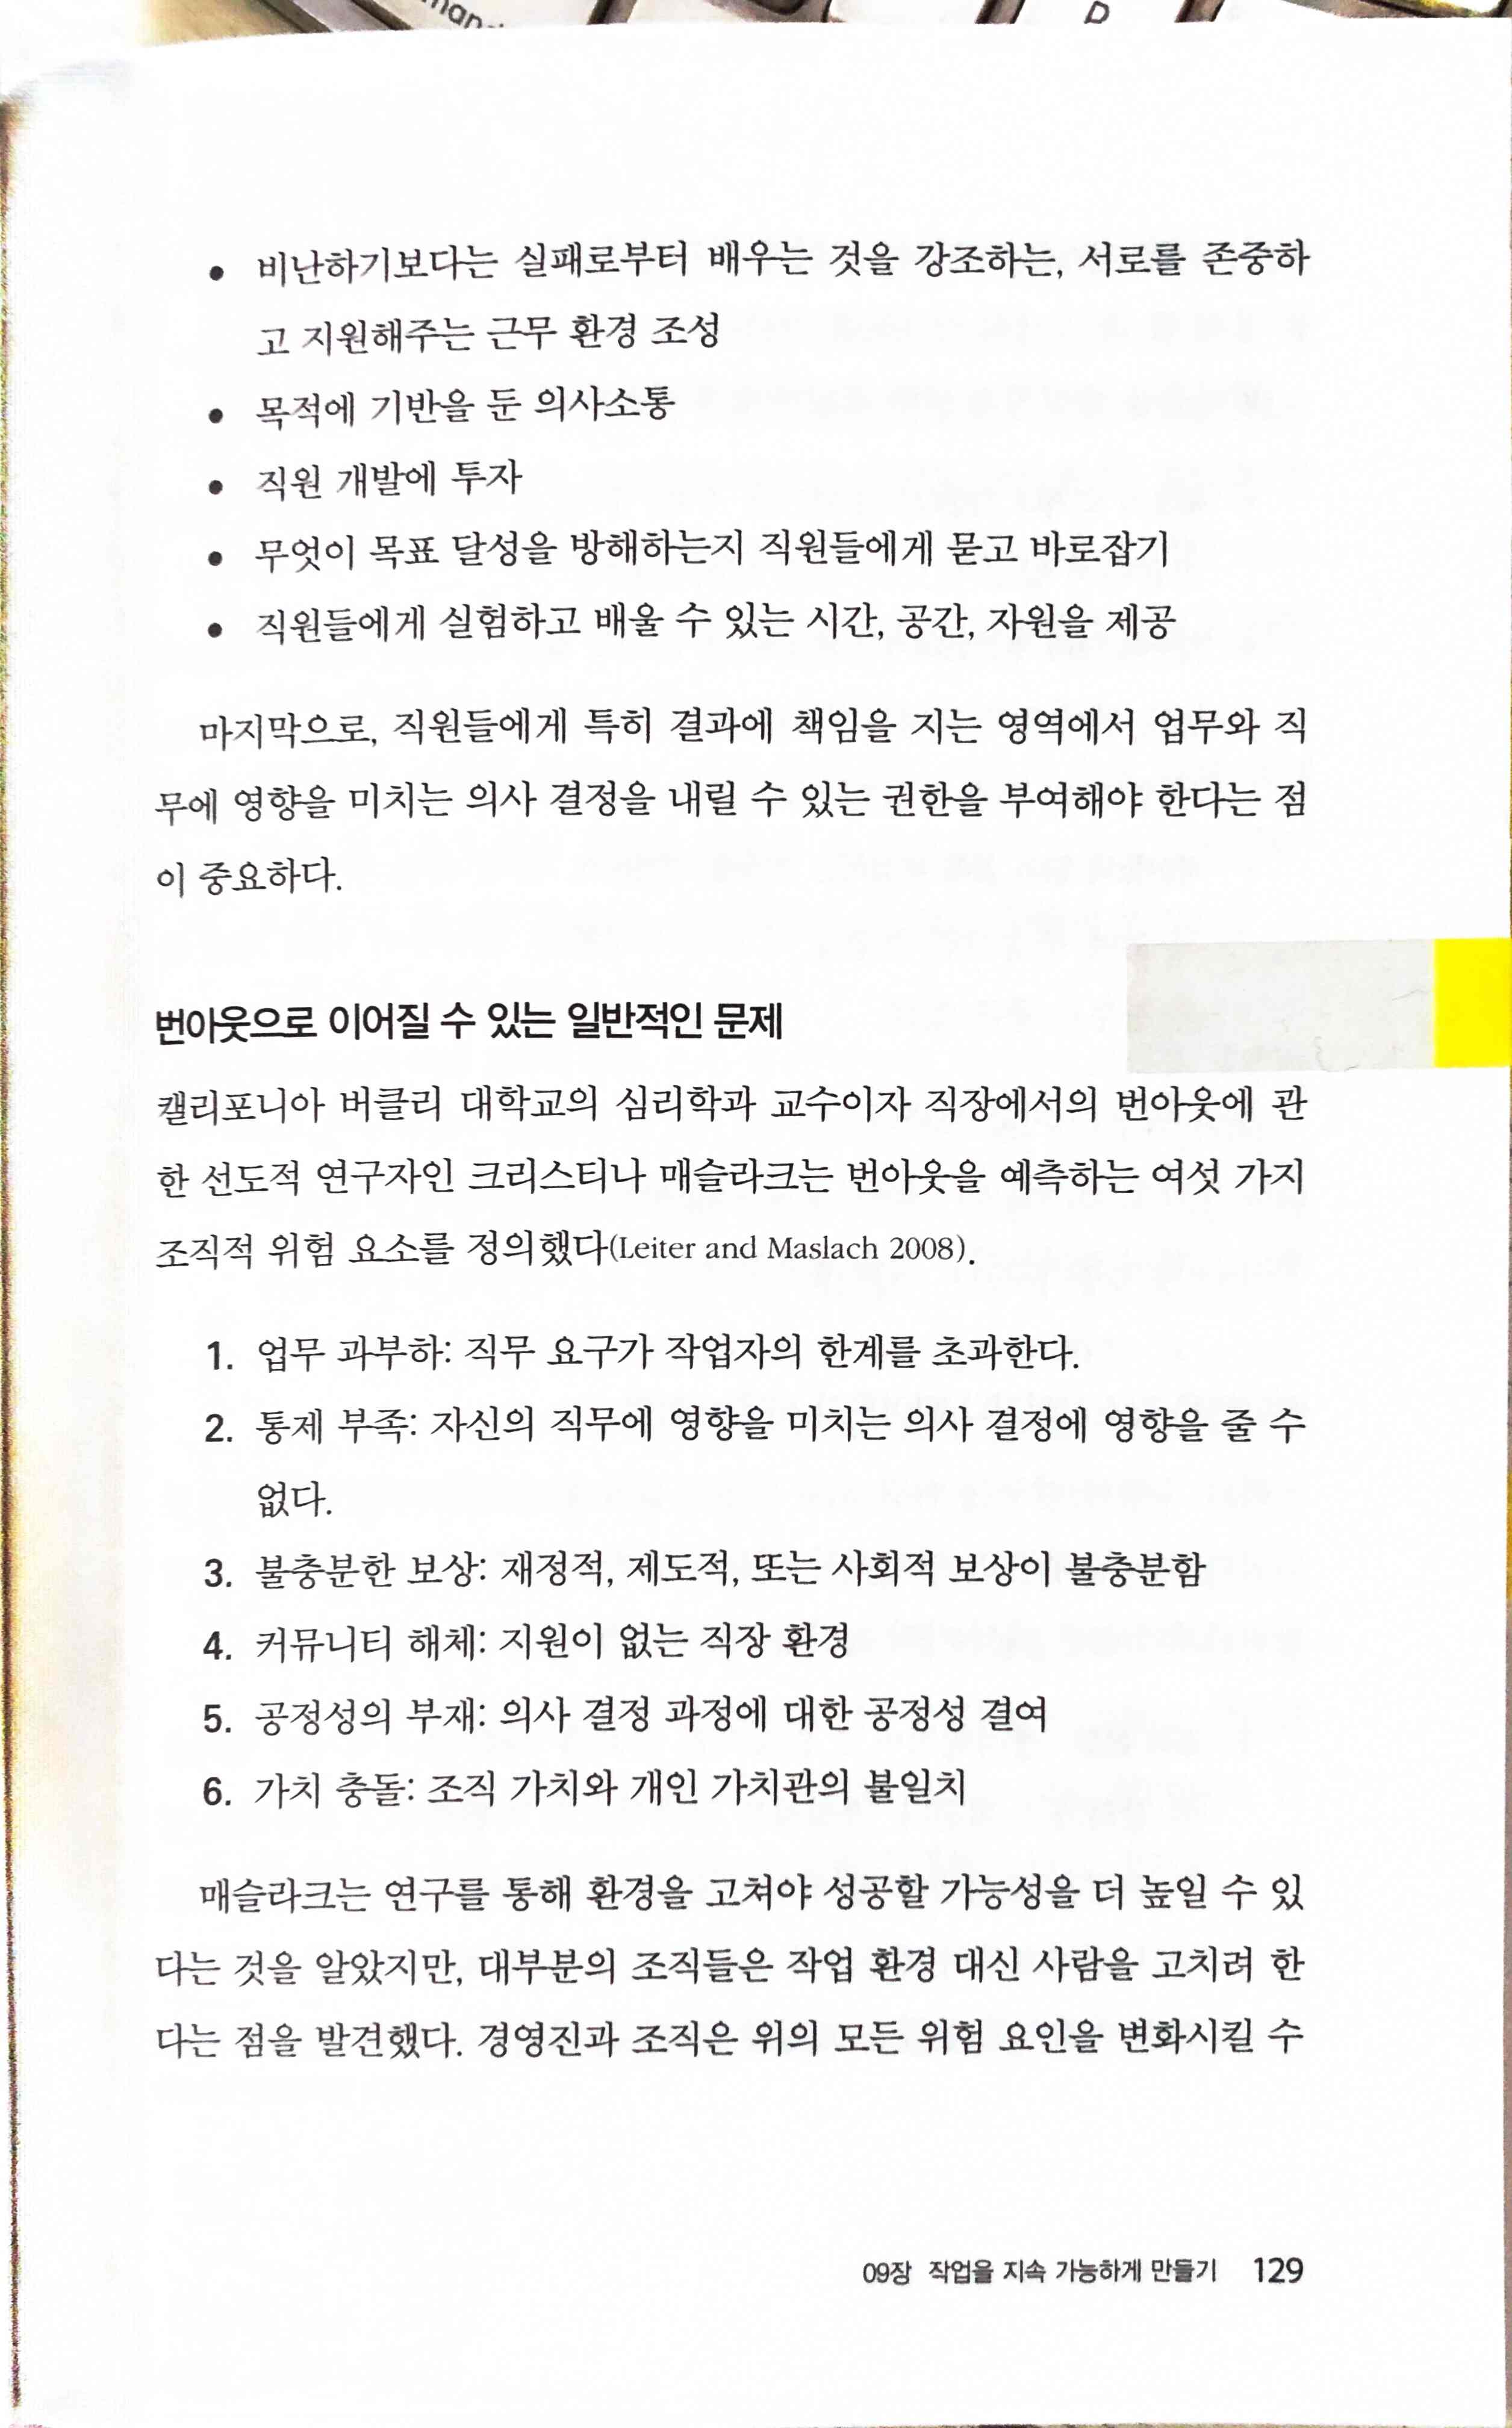 D
• 비난하기보다는 실패로부터 배우는 것을 강조하는, 서로를 존중하
고 지원해주는 근무 환경 조성
• 목적에 기반을 둔 의사소통
• 직원 개발에 투자
• 무엇이 목표 달성을 방해하는지 직원들에게 묻고 바로잡기
• 직원들에게 실험하고 배울 수 있는 시간, 공간, 자원을 제공
마지막으로, 직원들에게 특히 결과에 책임을 지는 영역에서 업무와 직
무에 영향을 미치는 의사 결정을 내릴 수 있는 권한을 부여해야 한다는 점
이 중요하다.
번아웃으로 이어질 수 있는 일반적인 문제
캘리포니아 버클리 대학교의 심리학과 교수이자 직장에서의 번아웃에 관
한 선도적 연구자인 크리스티나 매슬라크는 번아웃을 예측하는 여섯 가지
조직적 위험 요소를 정의했다(Leiter and Maslach 2008).
1. 업무 과부하: 직무 요구가 작업자의 한계를 초과한다.
2. 통제 부족: 자신의 직무에 영향을 미치는 의사 결정에 영향을 줄 수
없다.
3. 불충분한 보상: 재정적, 제도적, 또는 사회적 보상이 불충분함
4. 커뮤니티 해체: 지원이 없는 직장 환경
5. 공정성의 부재: 의사 결정 과정에 대한 공정성 결여
6. 가치 충돌: 조직 가치와 개인 가치관의 불일치
매슬라크는 연구를 통해 환경을 고쳐야 성공할 가능성을 더 높일 수 있
다는 것을 알았지만, 대부분의 조직들은 작업 환경 대신 사람을 고치려 한
다는 점을 발견했다. 경영진과 조직은 위의 모든 위험 요인을 변화시킬 수
09장 작업을 지속 가능하게 만들기 129